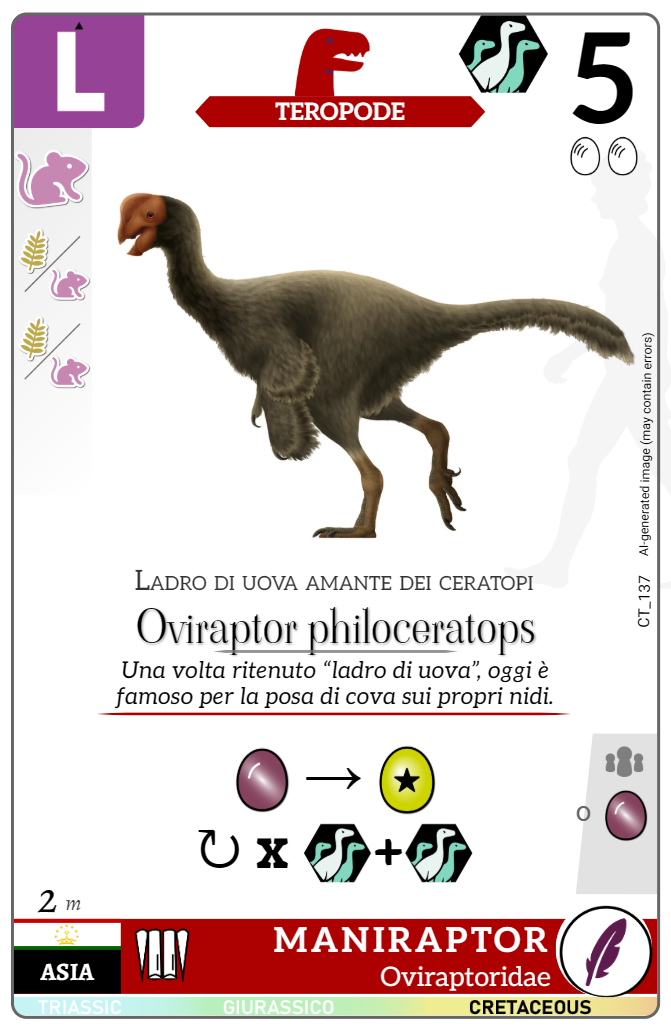 L
TEROPODE
5
AI-generated image (may contain errors)
CT_137
LADRO DI UOVA AMANTE DEI CERATOPI
Oviraptor philoceratops
Una volta ritenuto “ladro di uova”, oggi è
famoso per la posa di cova sui propri nidi.
x
+
O
2 m
ASIA
MANIRAPTOR
Oviraptoridae
TRIASSIC
GIURASSICO
CRETACEOUS